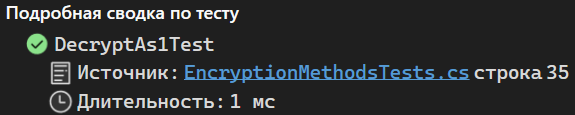 Подробная сводка по тесту
DecryptAs1Test
Источник: EncryptionMethodsTests.cs строка 35
Длительность: 1 мс